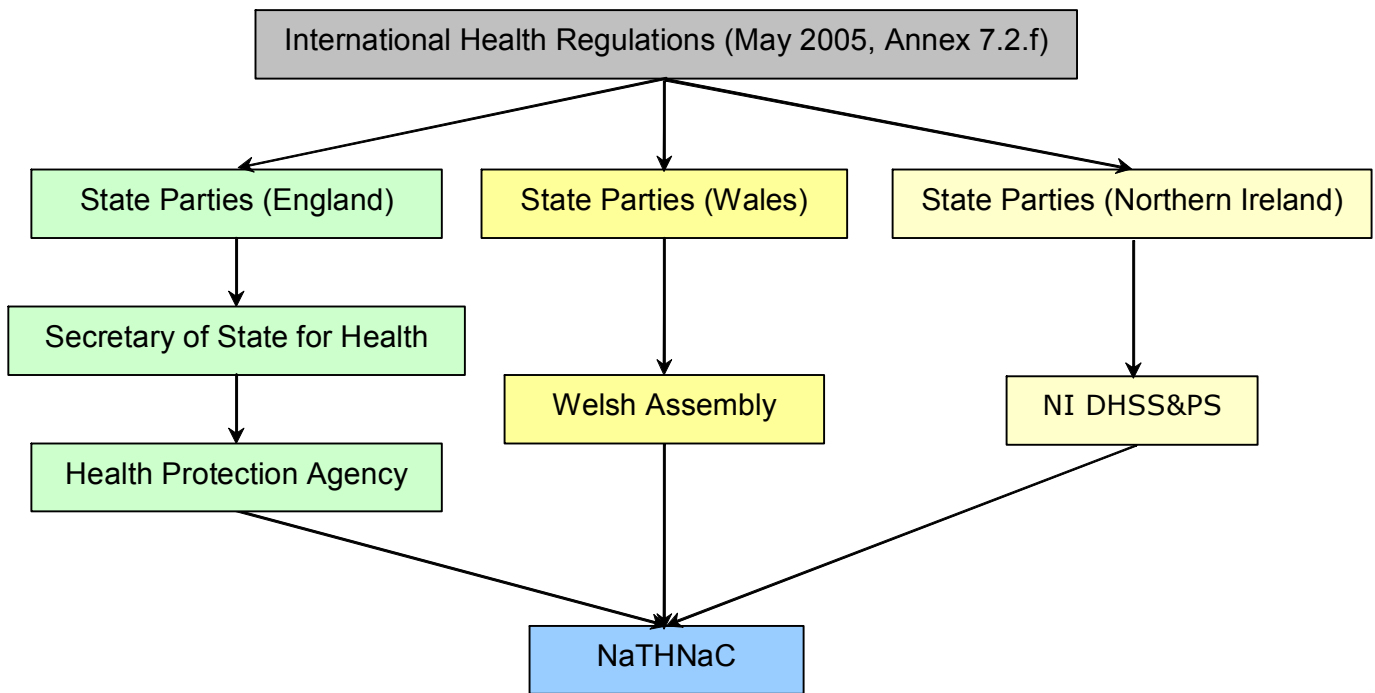 International Health Regulations (May 2005, Annex 7.2.f)
State Parties (England)
State Parties (Wales)
State Parties (Northern Ireland)
Secretary of State for Health
Welsh Assembly
NI DHSS&PS
Health Protection Agency
NaTHNaC